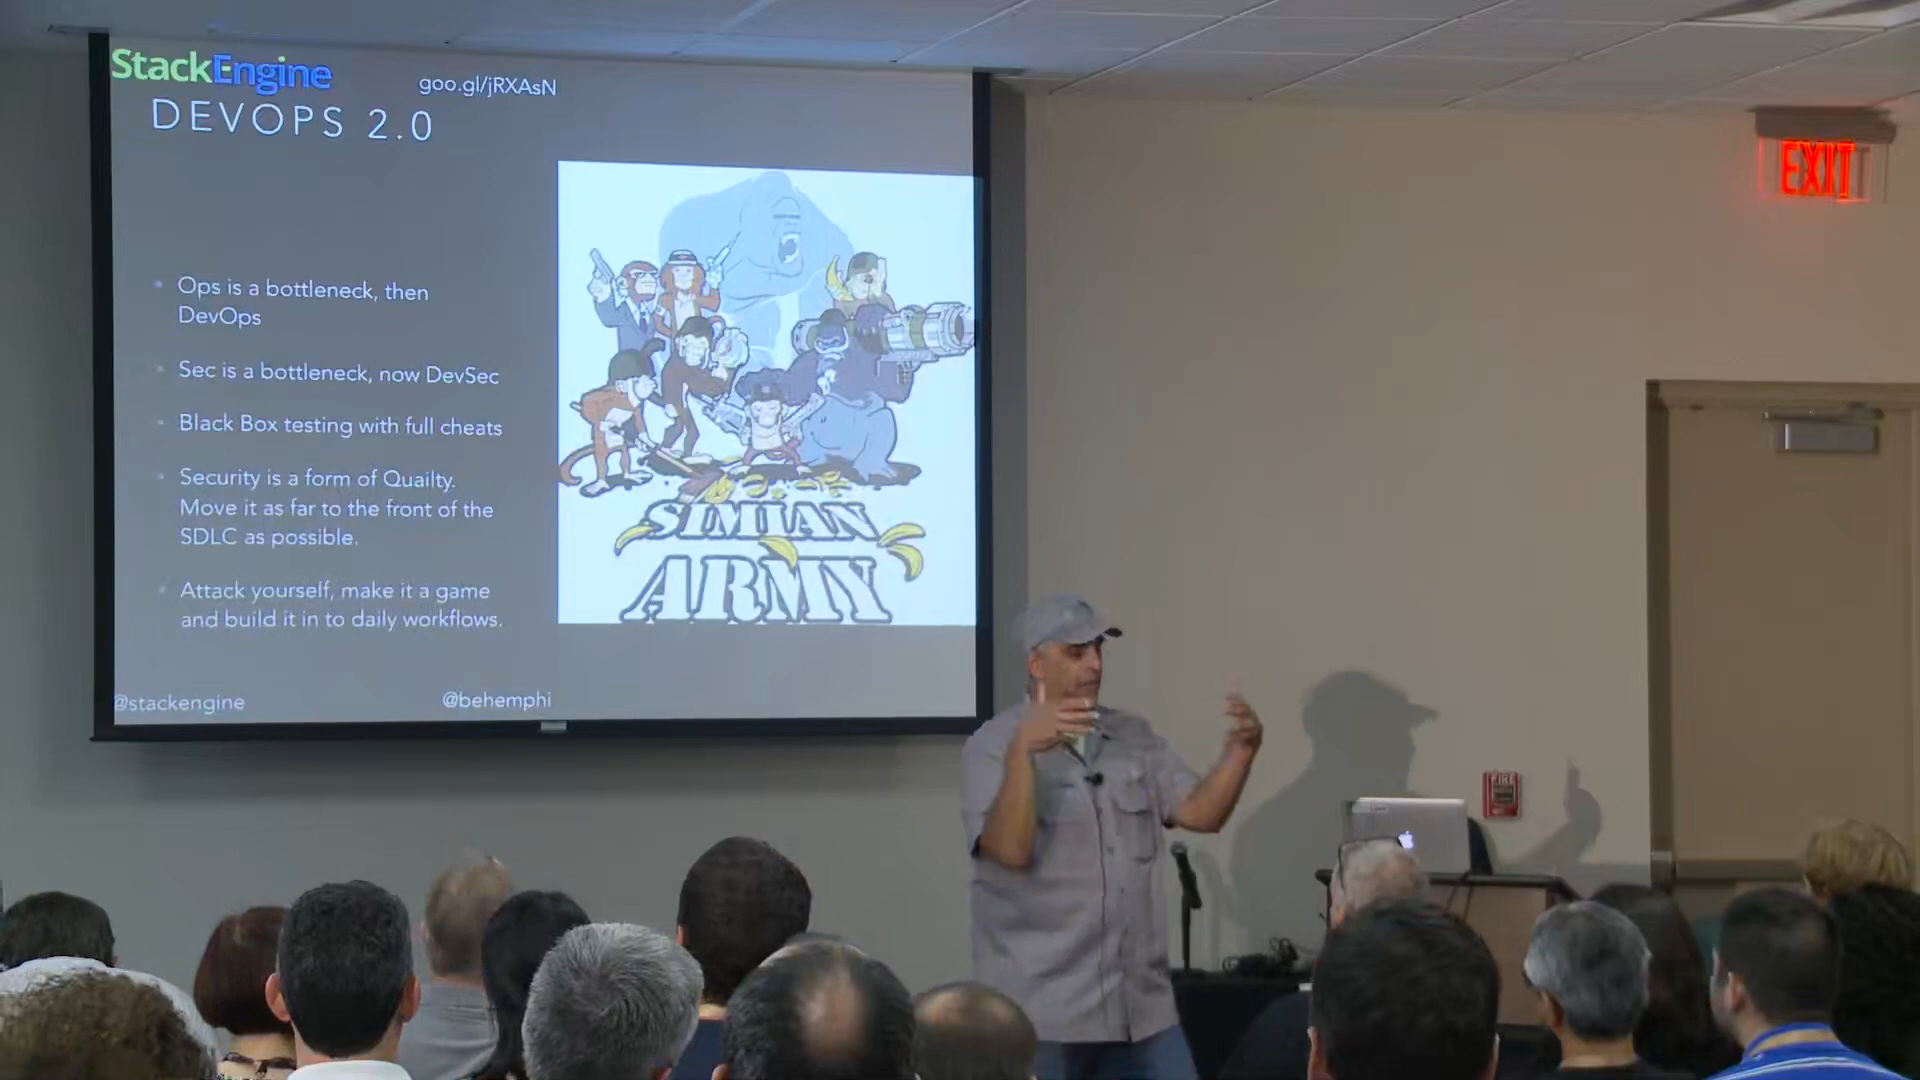 StackEngine
goo.gl/jRXAsN
DEVOPS 2.0
Ops is a bottleneck, then
DevOps
Sec is a bottleneck, now DevSec
Black Box testing with full cheats
Security is a form of Quailty.
Move it as far to the front of the
SDLC as possible.
Attack yourself, make it a game
and build it in to daily workflows.
SIMIAN
ARMY
@stackengine
@behemphi
EXIT
FIRE